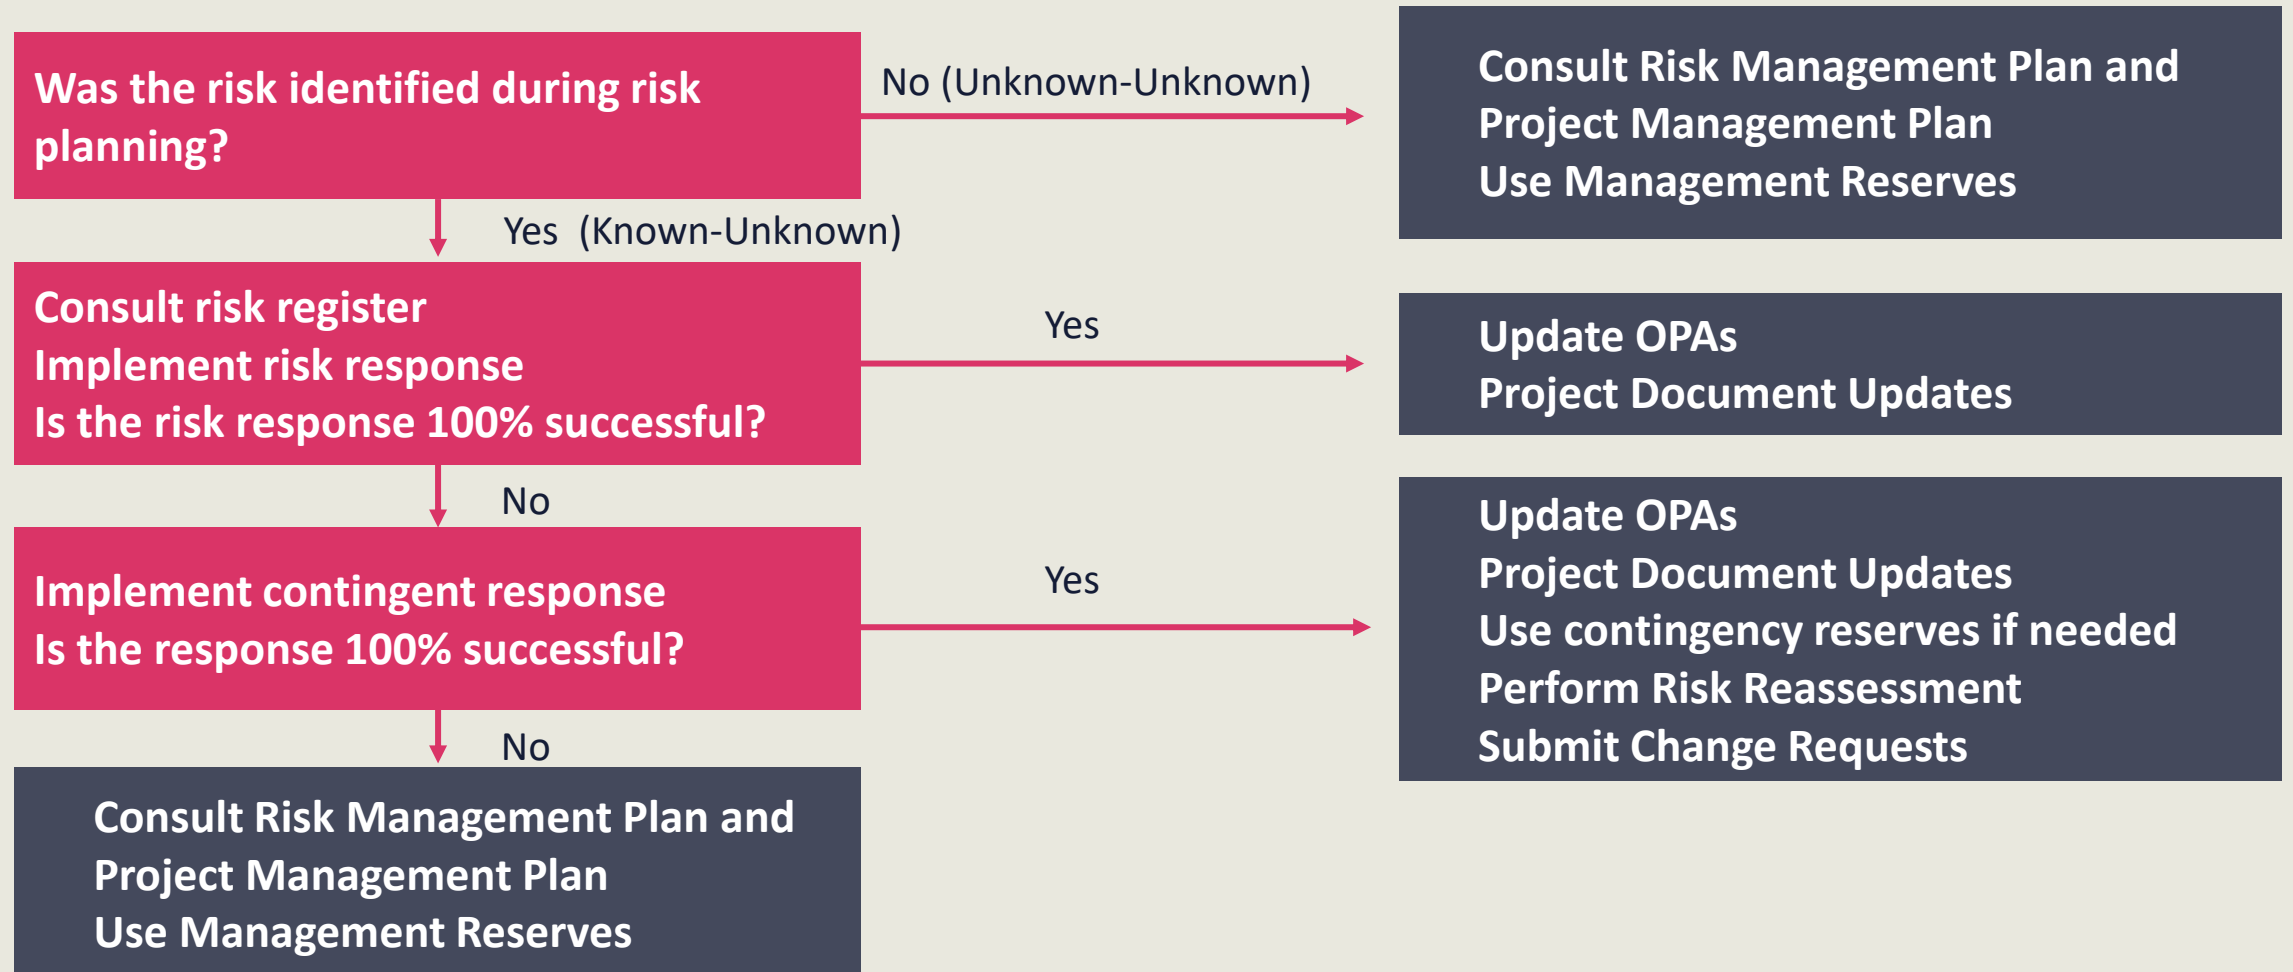 Was the risk identified during risk
planning?
No (Unknown-Unknown)
Consult Risk Management Plan and
Project Management Plan
Use Management Reserves
Yes (Known-Unknown)
Consult risk register
Implement risk response
Is the risk response 100% successful?
Yes
Update OPAs
Project Document Updates
No
Implement contingent response
Is the response 100% successful?
Yes
Update OPAs
Project Document Updates
Use contingency reserves if needed
Perform Risk Reassessment
Submit Change Requests
No
Consult Risk Management Plan and
Project Management Plan
Use Management Reserves